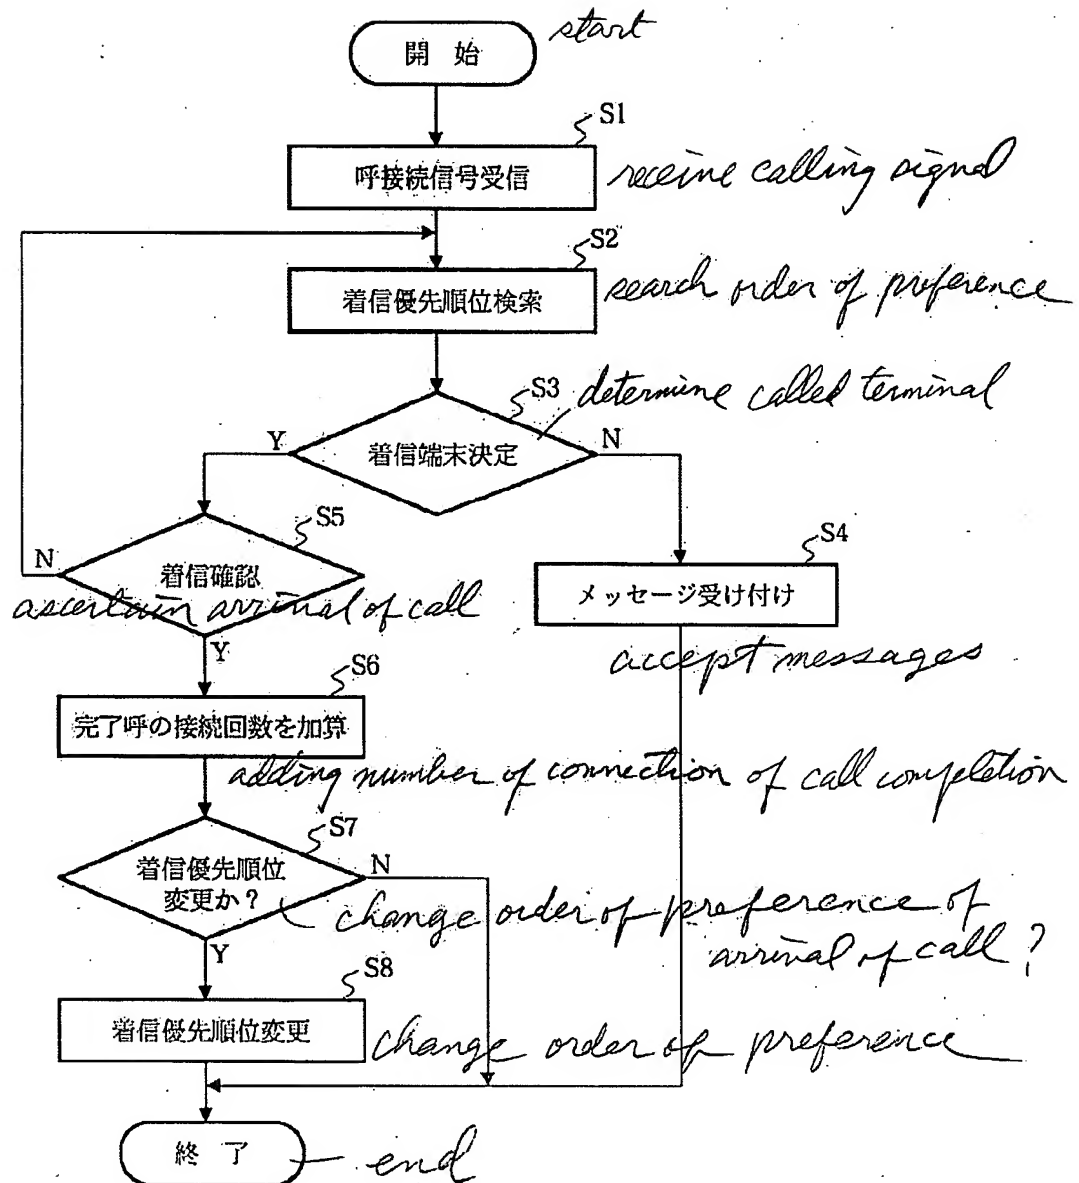 開 始
start
S1
呼接続信号受信
receive calling signal
S2
着信優先順位検索
search order of preference
S3
determine called terminal
Y
着信端末決定
N
S5
N
着信確認
ascertain arrival of call
Y
S4
メッセージ受け付け
accept messages
S6
完了呼の接続回数を加算
adding number of connection of call completion
S7
着信優先順位
変更か?
N
change order of preference of
arrival of call?
Y
S8
着信優先順位変更
change order of preference
終 了
end